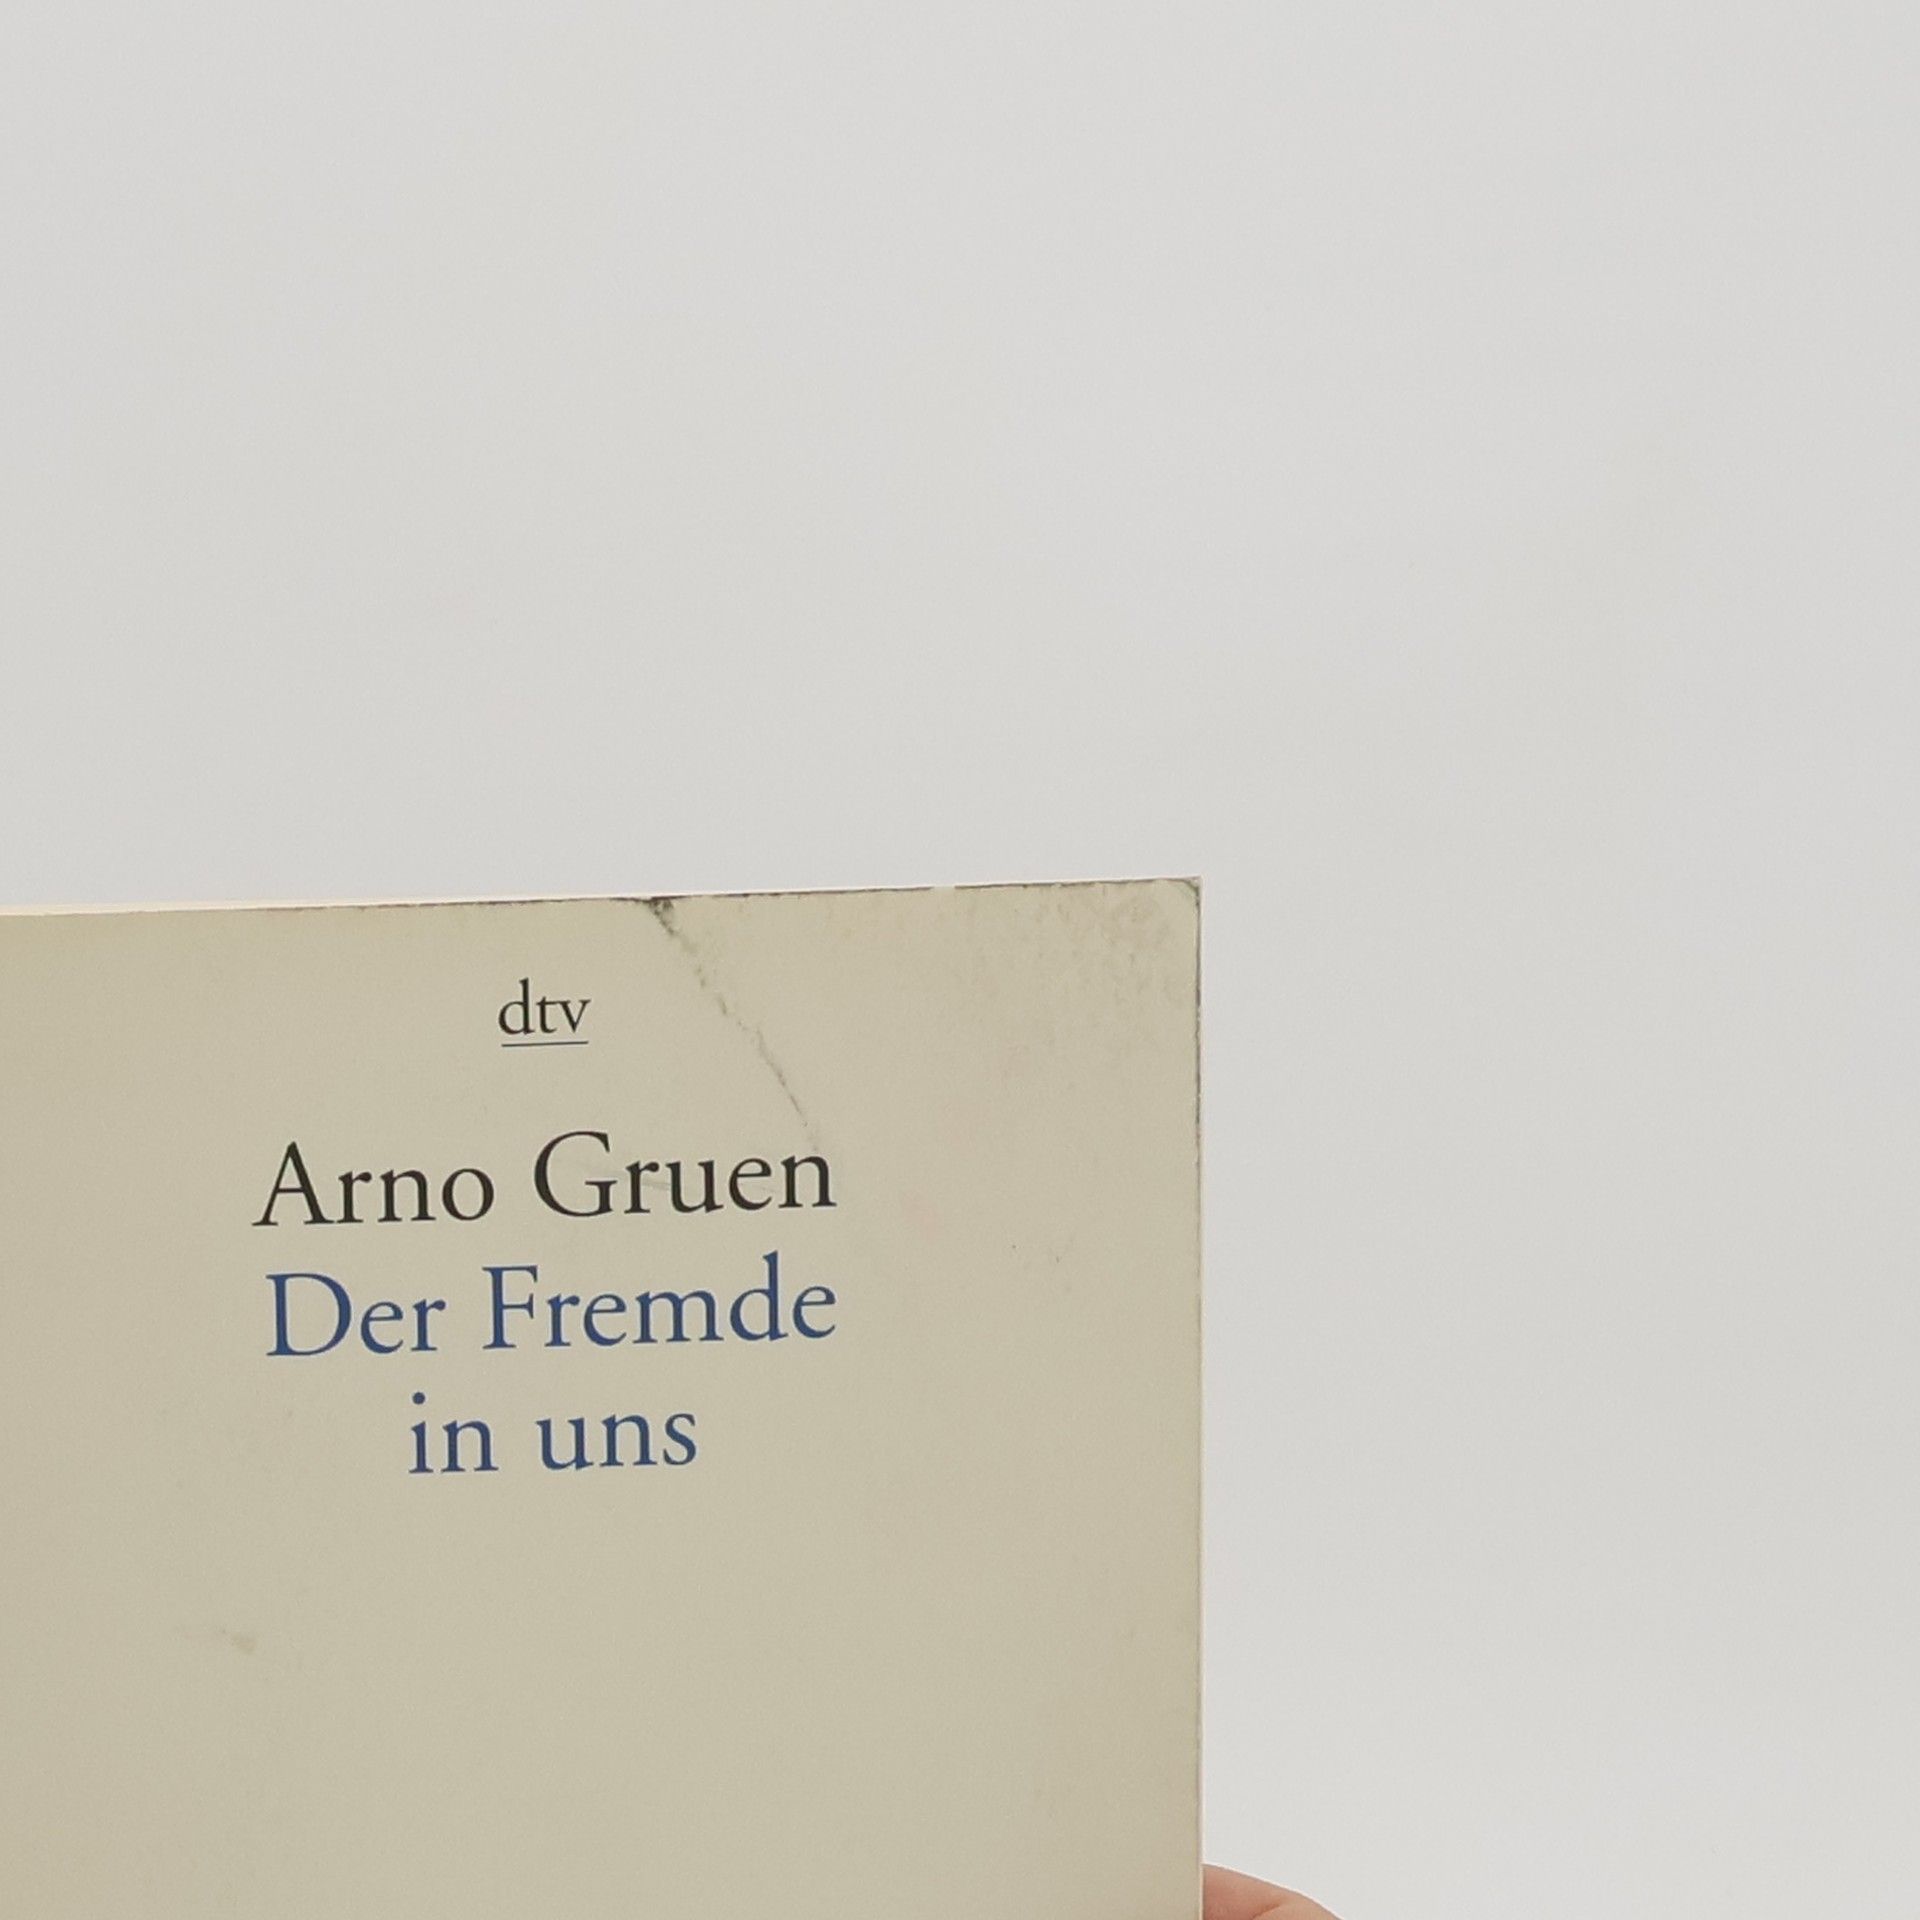 dtv
Arno Gruen
Der Fremde
in uns